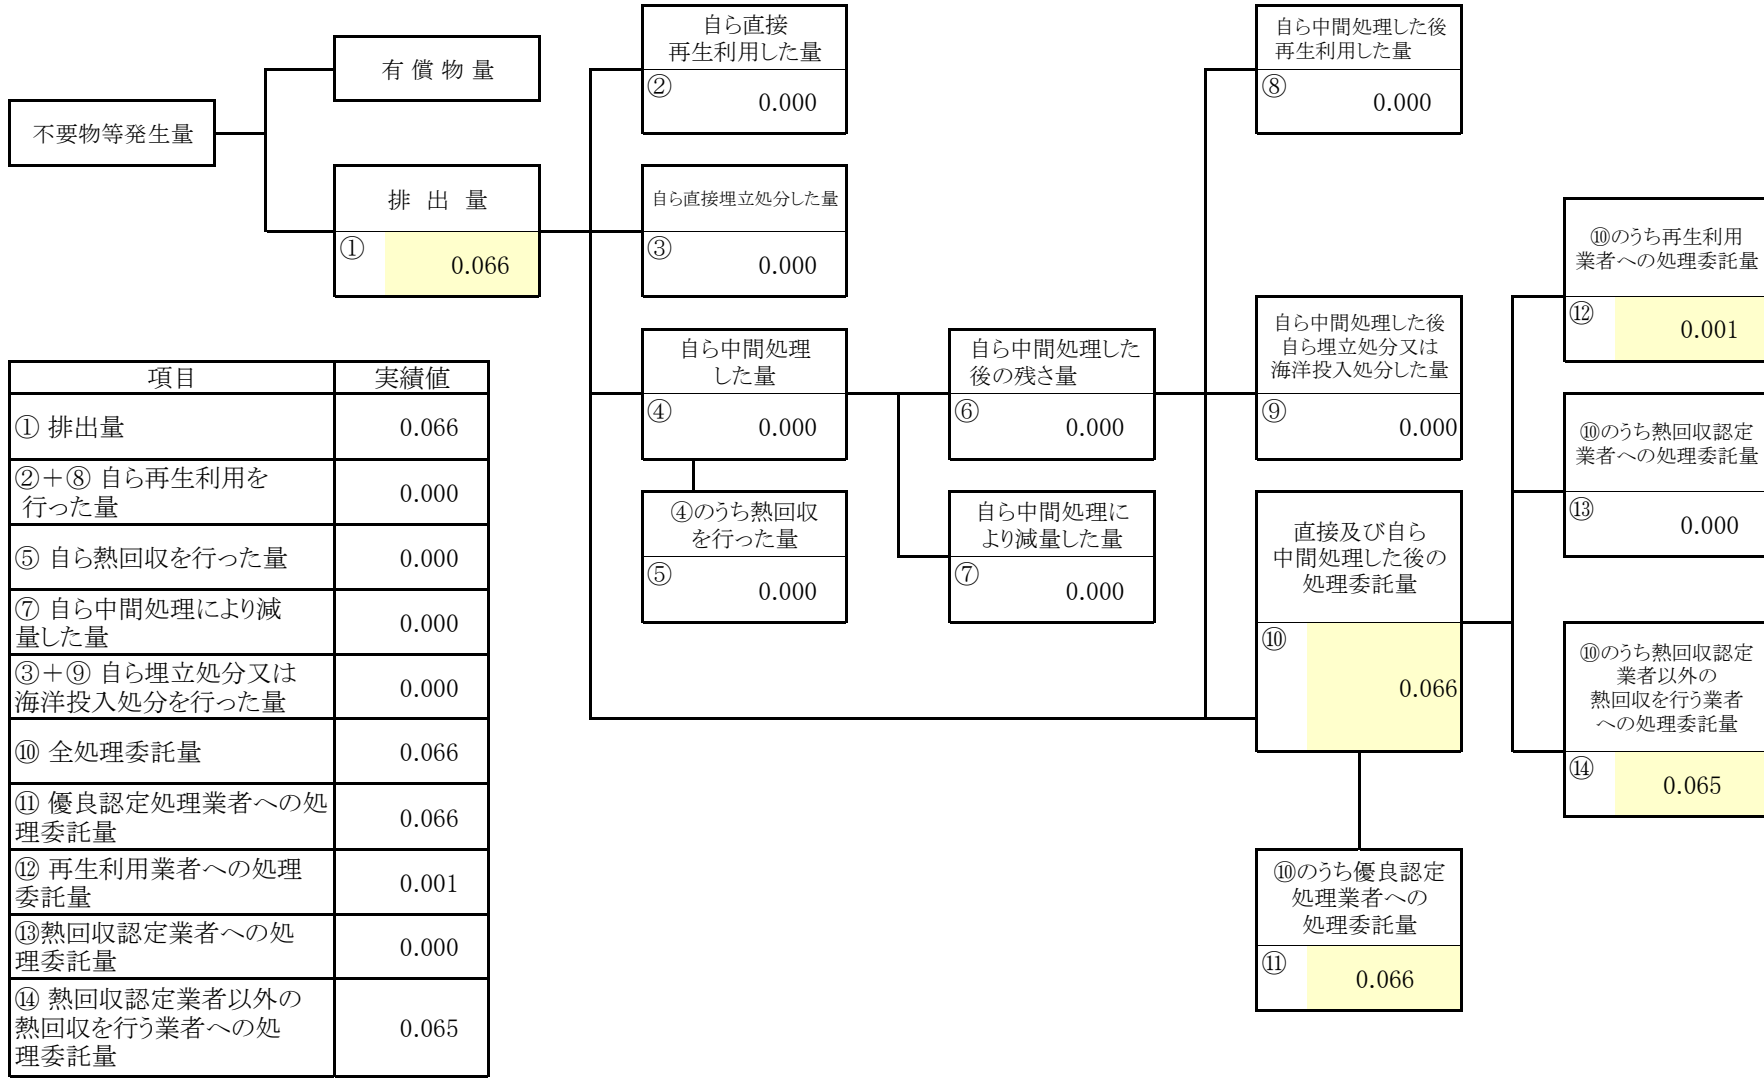 不要物等発生量
有 償 物 量
排 出 量
①
0.066
自ら直接
再生利用した量
②
0.000
自ら直接埋立処分した量
③
0.000
自ら中間処理
した量
④
0.000
④のうち熱回収
を行った量
⑤
0.000
自ら中間処理した
後の残さ量
⑥
0.000
自ら中間処理に
より減量した量
⑦
0.000
自ら中間処理した後
再生利用した量
⑧
0.000
自ら中間処理した後
自ら埋立処分又は
海洋投入処分した量
⑨
0.000
直接及び自ら
中間処理した後の
処理委託量
⑩
0.066
⑩のうち優良認定
処理業者への
処理委託量
⑪
0.066
⑩のうち再生利用
業者への処理委託量
⑫
0.001
⑩のうち熱回収認定
業者への処理委託量
⑬
0.000
⑩のうち熱回収認定
業者以外の
熱回収を行う業者
への処理委託量
⑭
0.065
項目 実績値
① 排出量 0.066
②＋⑧ 自ら再生利用を
行った量 0.000
⑤ 自ら熱回収を行った量 0.000
⑦ 自ら中間処理により減
量した量 0.000
③＋⑨ 自ら埋立処分又は
海洋投入処分を行った量 0.000
⑩ 全処理委託量 0.066
⑪ 優良認定処理業者への処
理委託量 0.066
⑫ 再生利用業者への処理
委託量 0.001
⑬熱回収認定業者への処
理委託量 0.000
⑭ 熱回収認定業者以外の
熱回収を行う業者への処
理委託量 0.065